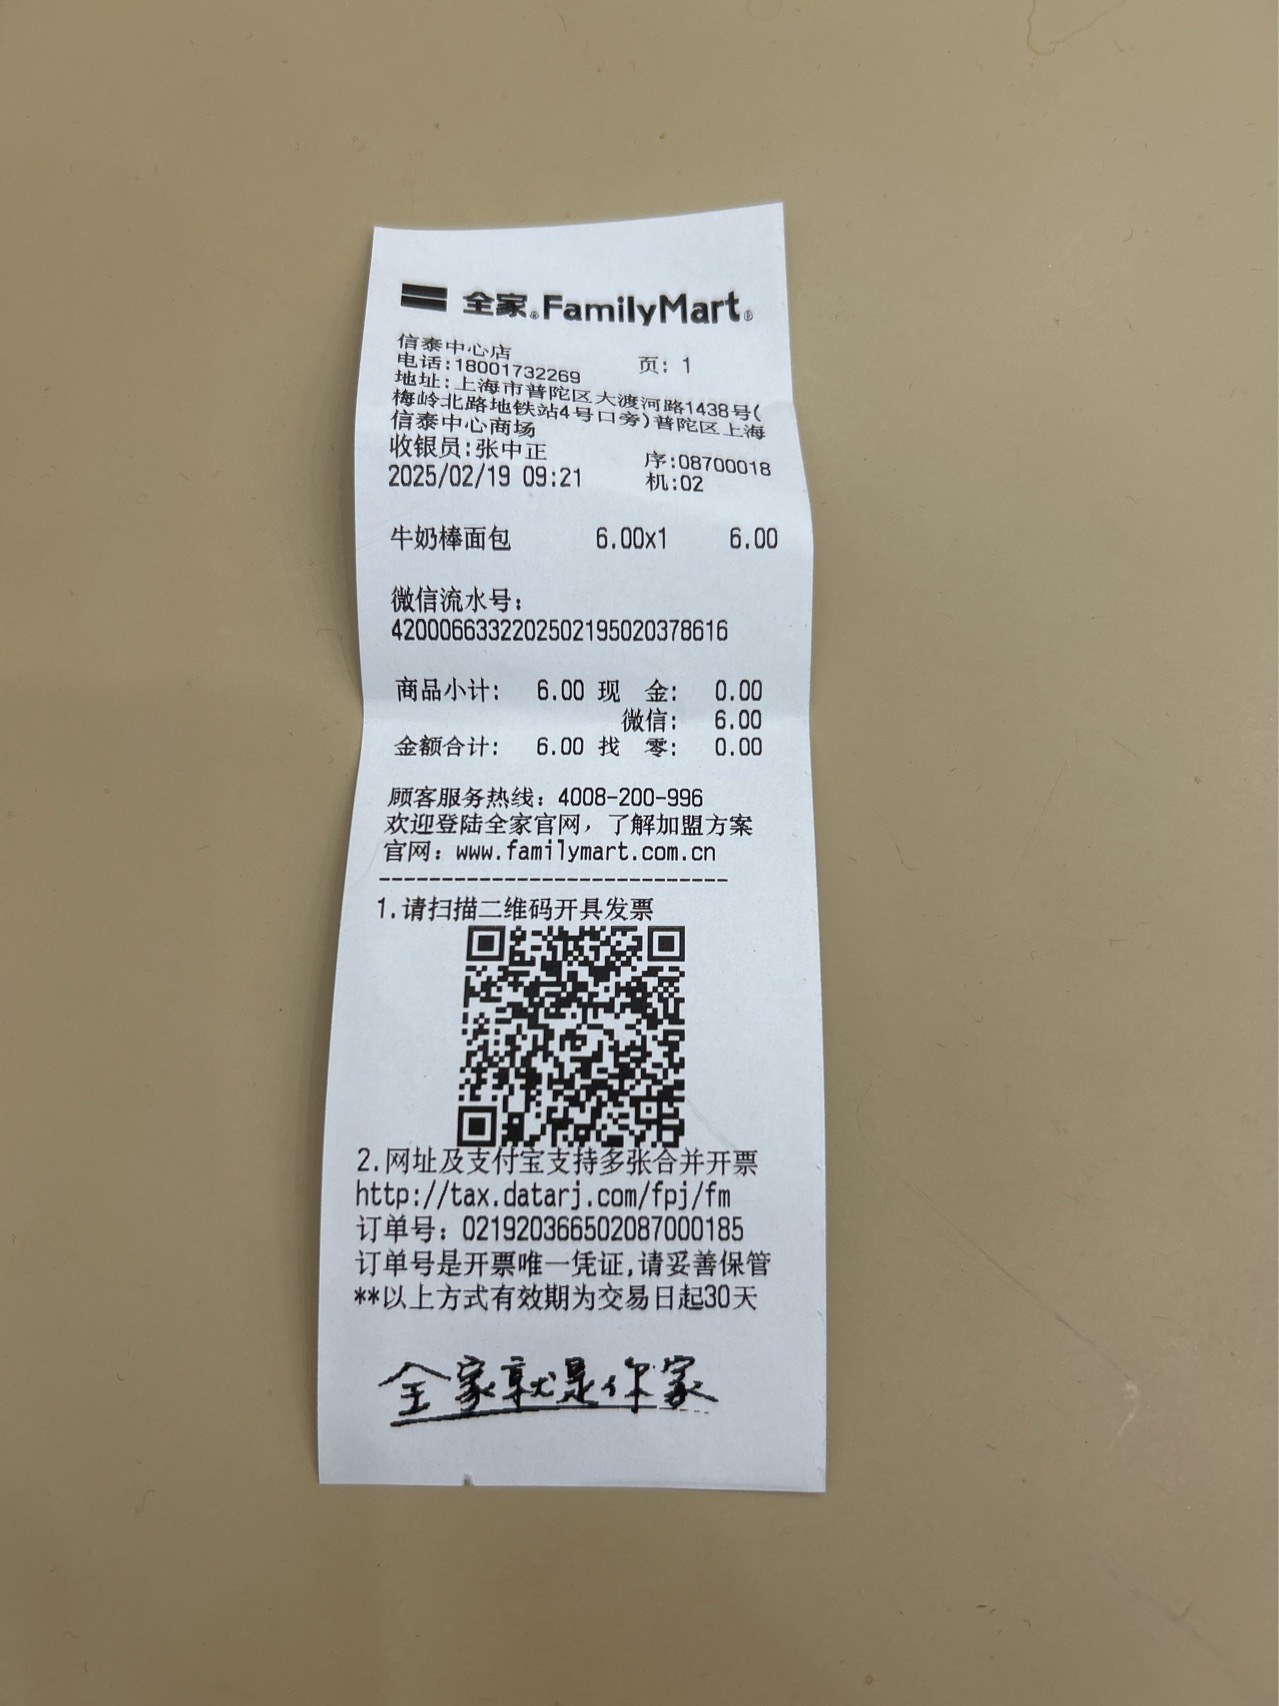 全家®FamilyMart®
信泰中心店 页: 1
电话:18001732269
地址:上海市普陀区大渡河路1438号(
梅岭北路地铁站4号口旁)普陀区上海
信泰中心商场
收银员:张中正 序:08700018
2025/02/19 09:21 机:02
牛奶棒面包 6.00x1 6.00
微信流水号:
4200066332202502195020378616
商品小计: 6.00 现 金: 0.00
微信: 6.00
金额合计: 6.00 找 零: 0.00
顾客服务热线: 4008-200-996
欢迎登陆全家官网, 了解加盟方案
官网: www.familymart.com.cn
----------------------------
1.请扫描二维码开具发票
2.网址及支付宝支持多张合并开票
http://tax.datarj.com/fpj/fm
订单号: 0219203665020870001​85
订单号是开票唯一凭证,请妥善保管
**以上方式有效期为交易日起30天
全家就是你家